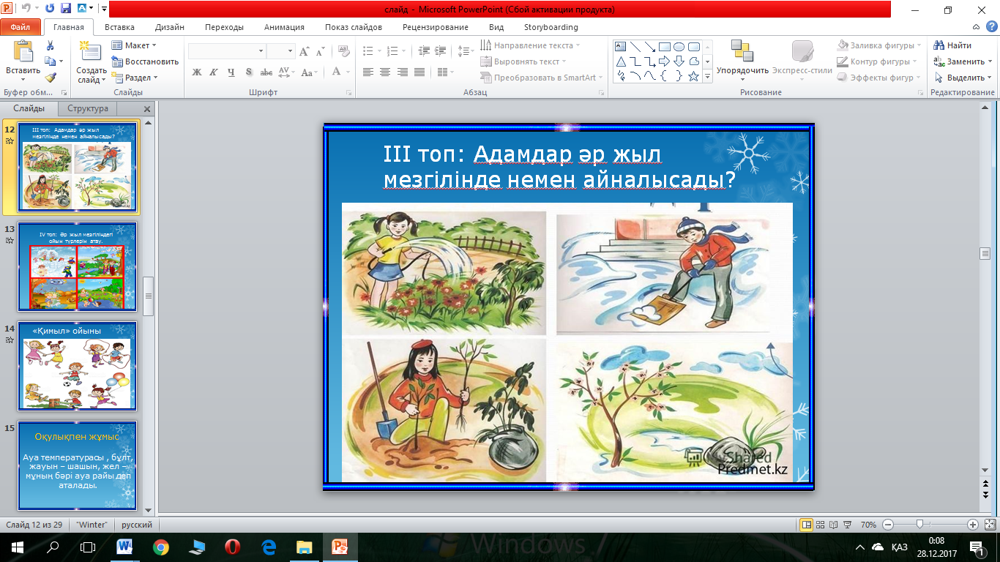 слайд - Microsoft PowerPoint (Сбой активации продукта)
Файл Главная Вставка Дизайн Переходы Анимация Показ слайдов Рецензирование Вид Storyboarding
Вставить
Буфер обм...
Создать слайд
Макет
Восстановить
Раздел
Слайды
Ж К Ч S abc AV Aa А
Шрифт
Направление текста
Выровнять текст
Преобразовать в SmartArt
Абзац
Упорядочить
Экспресс-стили
Заливка фигуры
Контур фигуры
Эффекты фигур
Рисование
Найти
Заменить
Выделить
Редактирование
Слайды Структура
12
III топ: Адамдар әр жыл
мезгілінде немен айналысады?
13
IV топ: Әр жыл мезгіліндегі
ойын түрлерін атау.
14
«Қимыл» ойыны
15
Оқулықпен жұмыс
Ауа температурасы , бұлт,
жауын – шашын, жел –
мұның бәрі ауа райы деп
аталады.
III топ: Адамдар әр жыл
мезгілінде немен айналысады?
Shared
Predmet.kz
Слайд 12 из 29 "Winter" русский 70%
Windows
ҚАЗ
0:08
28.12.2017
1